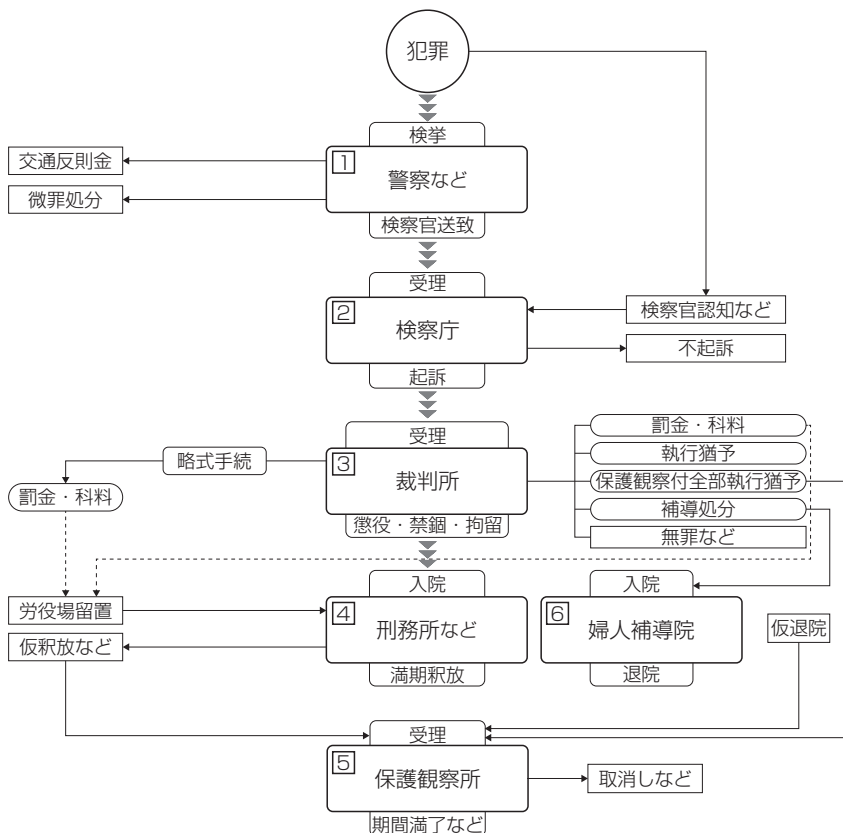 犯罪
検挙
1
警察など
検察官送致
交通反則金
微罪処分
受理
2
検察庁
起訴
検察官認知など
不起訴
受理
3
裁判所
懲役・禁錮・拘留
略式手続
罰金・科料
罰金・科料
執行猶予
保護観察付全部執行猶予
補導処分
無罪など
労役場留置
仮釈放など
入院
4
刑務所など
満期釈放
入院
6
婦人補導院
退院
仮退院
受理
5
保護観察所
期間満了など
取消しなど